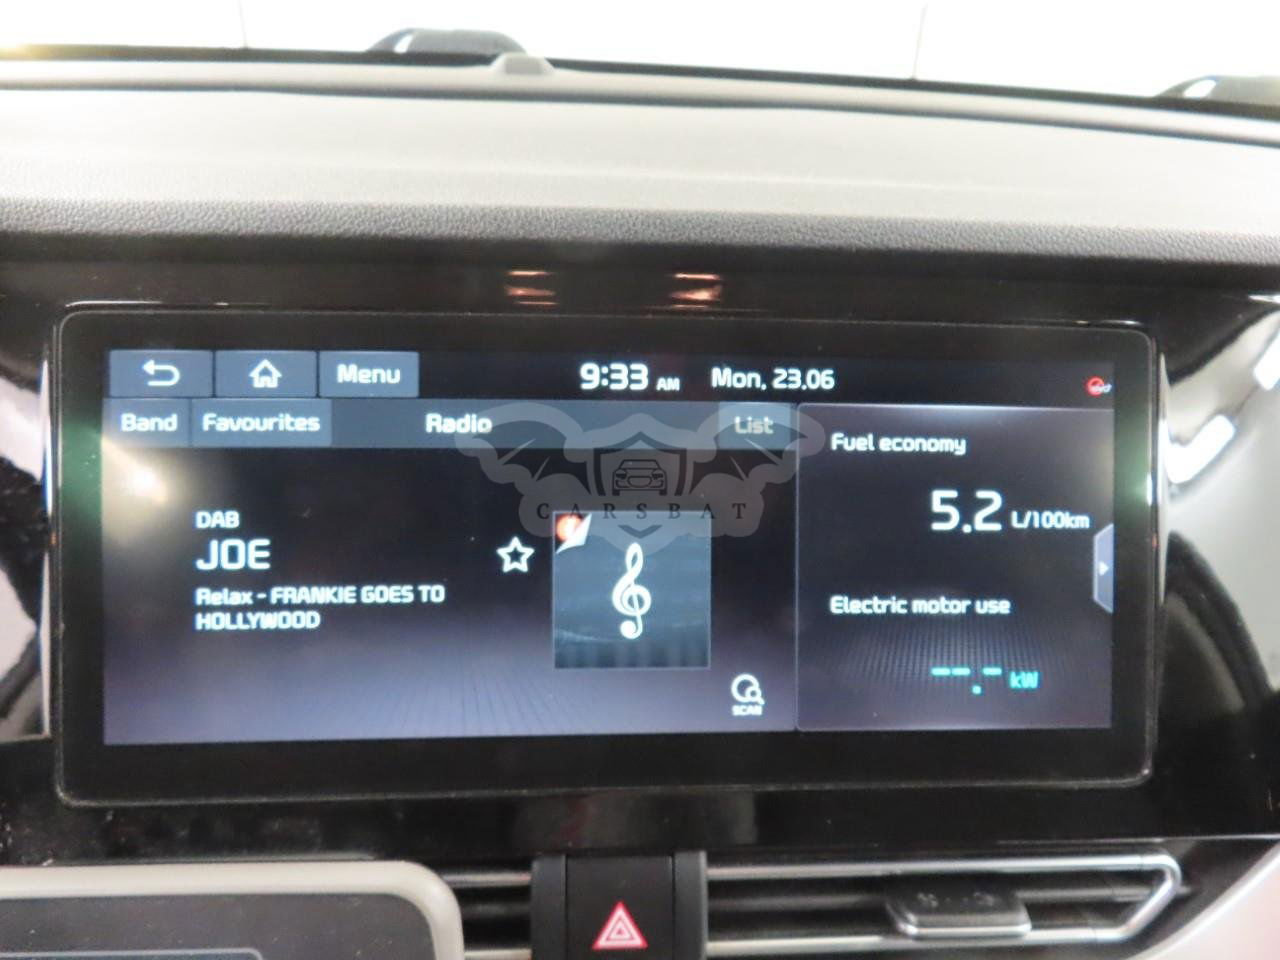 Menu
9:33 AM
Mon, 23.06
Band
Favourites
Radio
List
Fuel economy
5.2 L/100km
CARSBAT
DAB
JOE
Relax - FRANKIE GOES TO
HOLLYWOOD
Electric motor use
--.- kW
SCAN